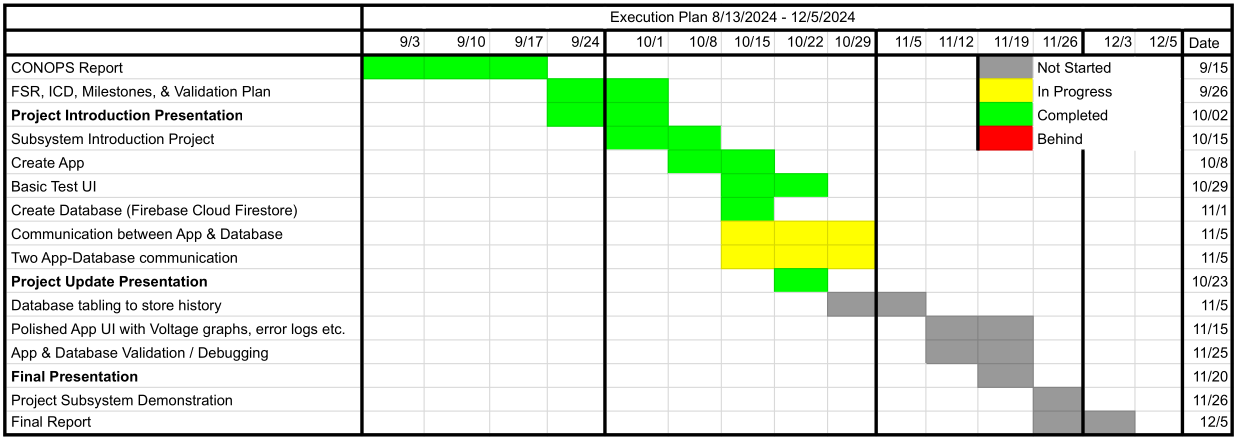 Execution Plan 8/13/2024 - 12/5/2024
9/3 9/10 9/17 9/24 10/1 10/8 10/15 10/22 10/29 11/5 11/12 11/19 11/26 12/3 12/5 Date
CONOPS Report Not Started 9/15
FSR, ICD, Milestones, & Validation Plan In Progress 9/26
Project Introduction Presentation Completed 10/02
Subsystem Introduction Project Behind 10/15
Create App 10/8
Basic Test UI 10/29
Create Database (Firebase Cloud Firestore) 11/1
Communication between App & Database 11/5
Two App-Database communication 11/5
Project Update Presentation 10/23
Database tabling to store history 11/5
Polished App UI with Voltage graphs, error logs etc. 11/15
App & Database Validation / Debugging 11/25
Final Presentation 11/20
Project Subsystem Demonstration 11/26
Final Report 12/5